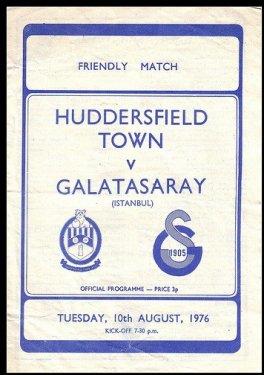 FRIENDLY MATCH
HUDDERSFIELD
TOWN
v
GALATASARAY
(ISTANBUL)
1905
OFFICIAL PROGRAMME — PRICE 3p
TUESDAY, 10th AUGUST, 1976
KICK-OFF 7-30 p.m.